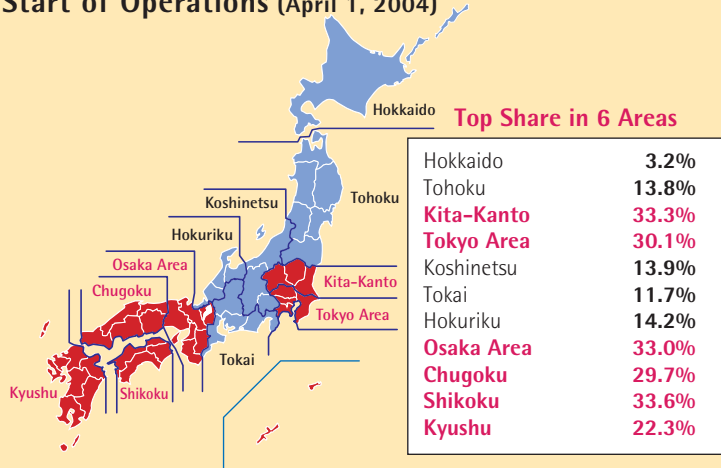 Start of Operations (April 1, 2004)
Hokkaido
Top Share in 6 Areas
Tohoku
Koshinetsu
Hokuriku
Osaka Area
Chugoku
Kita-Kanto
Tokyo Area
Tokai
Kyushu
Shikoku
Hokkaido 3.2%
Tohoku 13.8%
Kita-Kanto 33.3%
Tokyo Area 30.1%
Koshinetsu 13.9%
Tokai 11.7%
Hokuriku 14.2%
Osaka Area 33.0%
Chugoku 29.7%
Shikoku 33.6%
Kyushu 22.3%